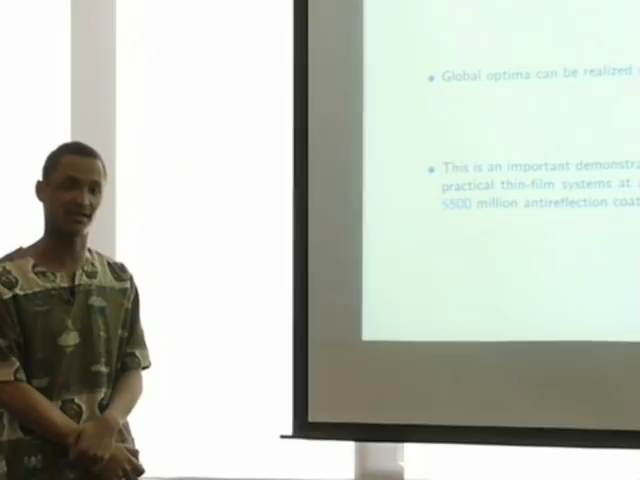 • Global optima can be realized
• This is an important demonstra
practical thin-film systems at
$500 million antireflection coat